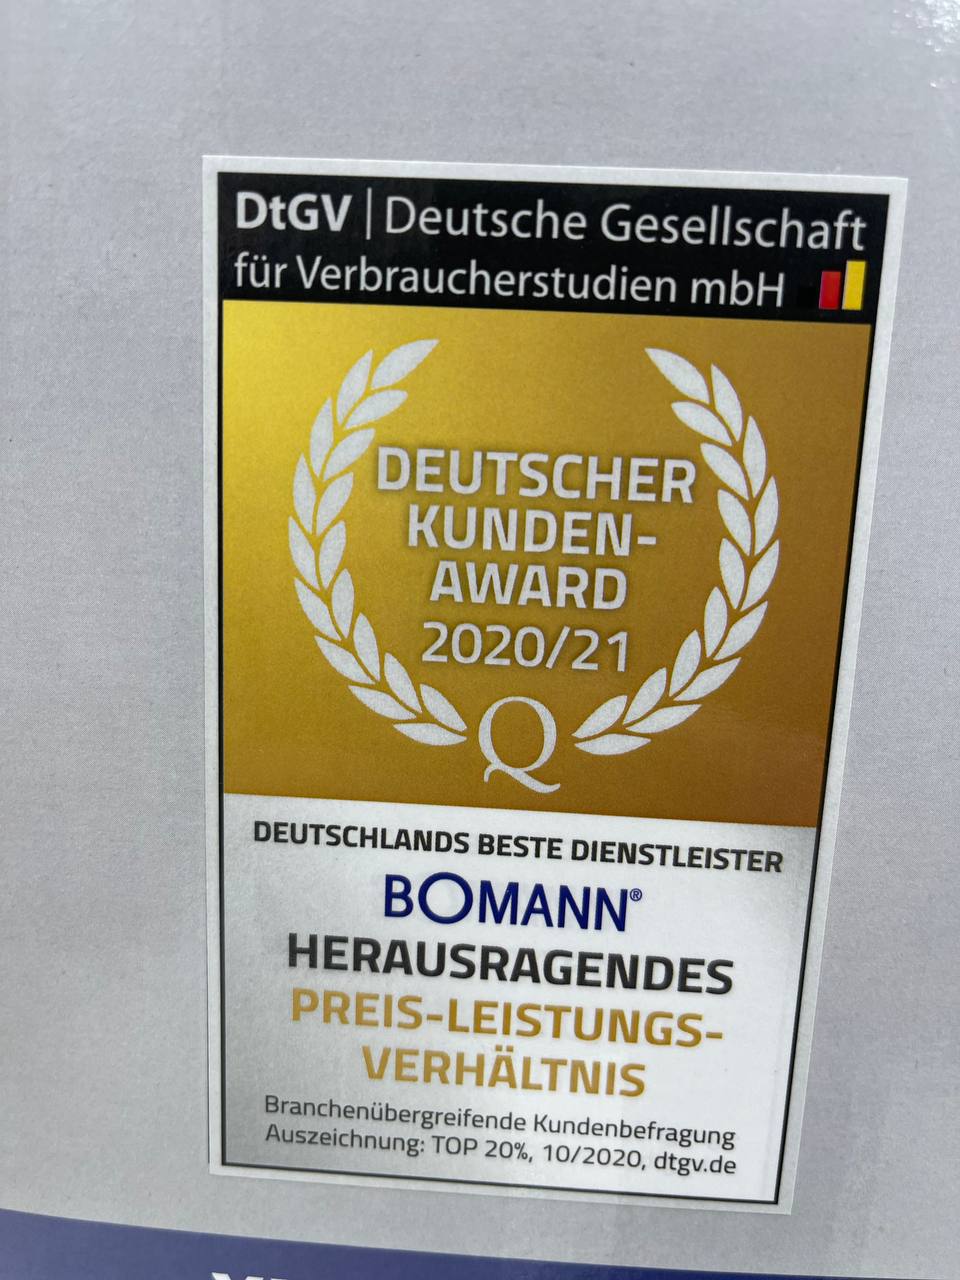 DtGV | Deutsche Gesellschaft
für Verbraucherstudien mbH
DEUTSCHER
KUNDEN-
AWARD
2020/21
Q
DEUTSCHLANDS BESTE DIENSTLEISTER
BOMANN®
HERAUSRAGENDES
PREIS-LEISTUNGS-
VERHÄLTNIS
Branchenübergreifende Kundenbefragung
Auszeichnung: TOP 20%, 10/2020, dtgv.de